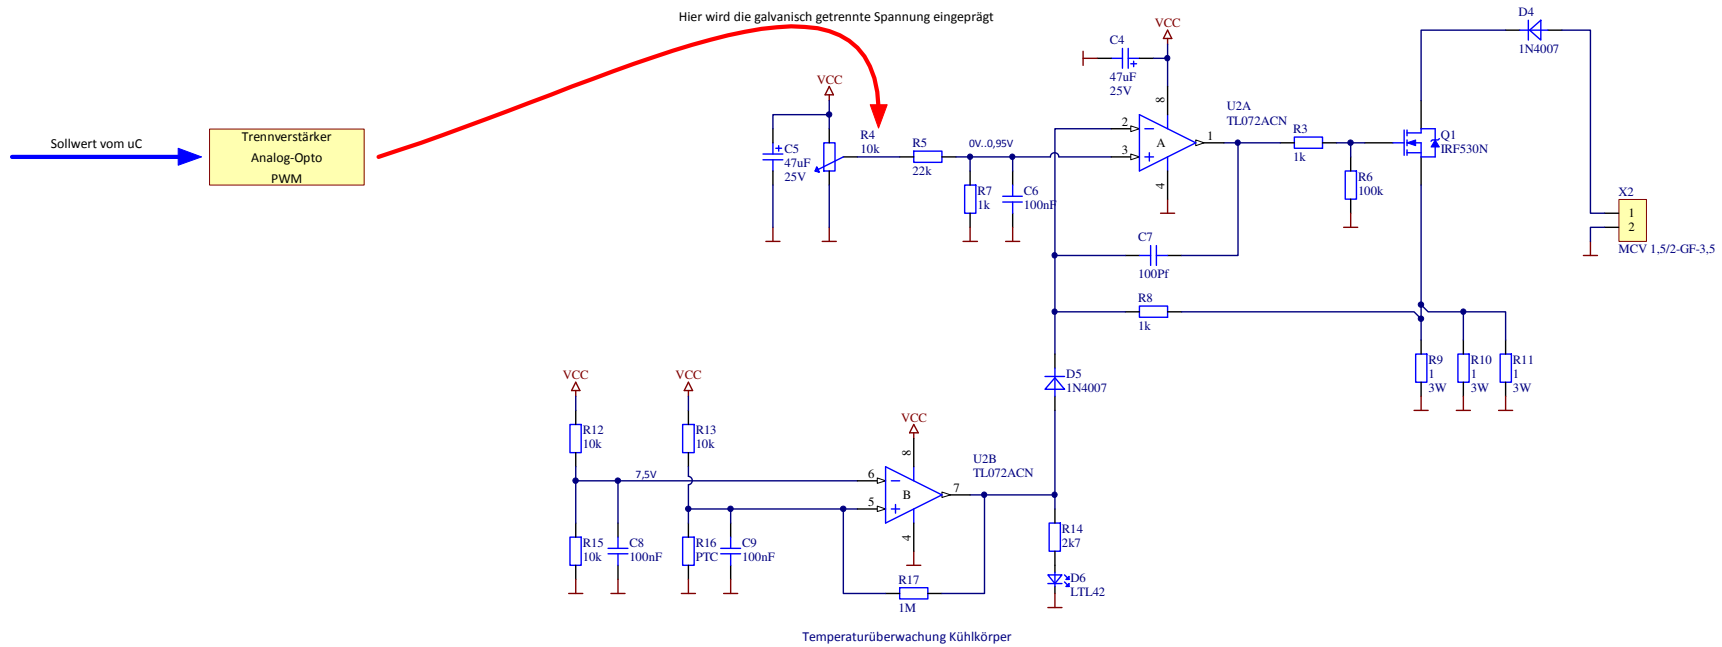 Hier wird die galvanisch getrennte Spannung eingeprägt
Sollwert vom uC
Trennverstärker
Analog-Opto
PWM
VCC
C5
47uF
25V
R4
10k
R5
22k
0V..0,95V
R7
1k
C6
100nF
C4
47uF
25V
VCC
8
2
3
A
1
4
U2A
TL072ACN
R3
1k
R6
100k
Q1
IRF530N
D4
1N4007
X2
1
2
MCV 1,5/2-GF-3,5
C7
100Pf
R8
1k
R9
1
3W
R10
1
3W
R11
1
3W
D5
1N4007
VCC
R12
10k
VCC
R13
10k
7,5V
R15
10k
C8
100nF
R16
PTC
C9
100nF
VCC
8
6
5
B
7
4
U2B
TL072ACN
R17
1M
R14
2k7
D6
LTL42
Temperaturüberwachung Kühlkörper